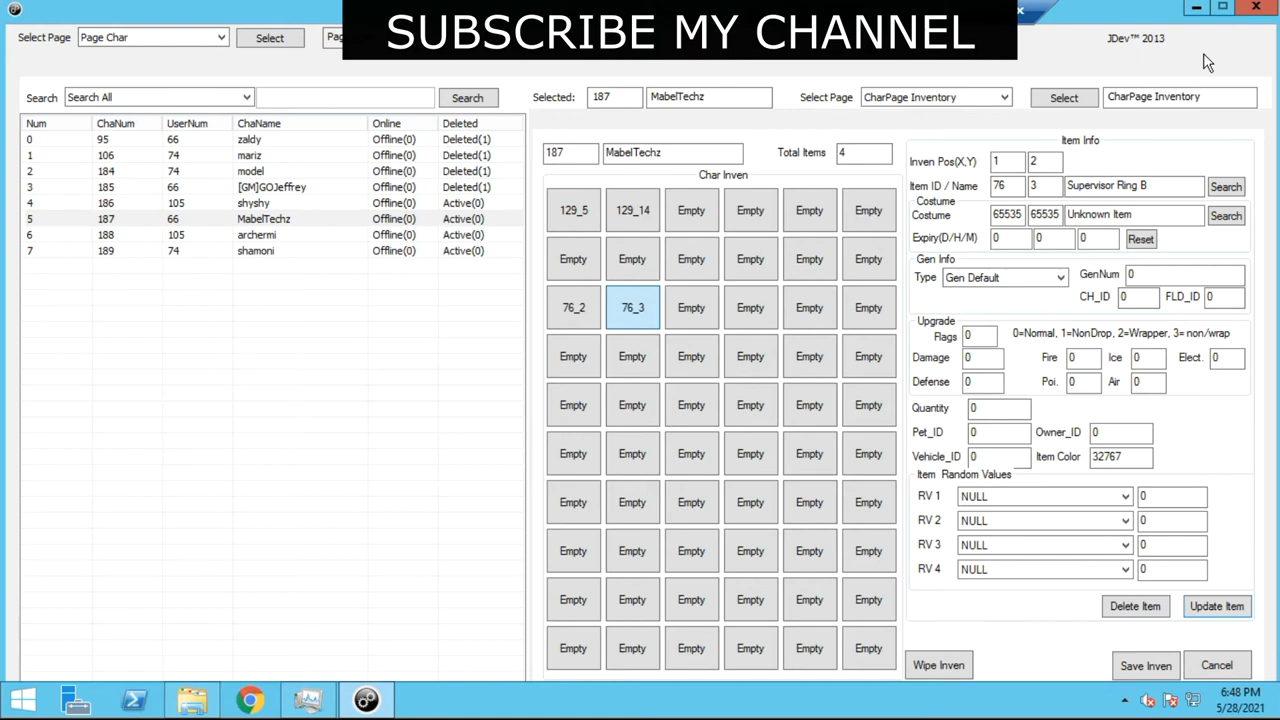 SUBSCRIBE MY CHANNEL
Select Page Page Char Select JDev™ 2013
Search Search All Search Selected: 187 MabelTechz Select Page CharPage Inventory Select CharPage Inventory
Num ChaNum UserNum ChaName Online Deleted
0 95 66 zaldy Offline(0) Deleted(1)
1 106 74 mariz Offline(0) Deleted(1)
2 184 74 model Offline(0) Deleted(1)
3 185 66 [GM]GOJeffrey Offline(0) Deleted(1)
4 186 105 shyshy Offline(0) Active(0)
5 187 66 MabelTechz Offline(0) Active(0)
6 188 105 archermi Offline(0) Active(0)
7 189 74 shamoni Offline(0) Active(0)
187 MabelTechz Total Items 4
Char Inven
129_5 129_14 Empty Empty Empty Empty
Empty Empty Empty Empty Empty Empty
76_2 76_3 Empty Empty Empty Empty
Empty Empty Empty Empty Empty Empty
Empty Empty Empty Empty Empty Empty
Empty Empty Empty Empty Empty Empty
Empty Empty Empty Empty Empty Empty
Empty Empty Empty Empty Empty Empty
Empty Empty Empty Empty Empty Empty
Empty Empty Empty Empty Empty Empty
Item Info
Inven Pos(X,Y) 1 2
Item ID / Name 76 3 Supervisor Ring B Search
Costume
Costume 65535 65535 Unknown Item Search
Expiry(D/H/M) 0 0 0 Reset
Gen Info
Type Gen Default GenNum 0
CH_ID 0 FLD_ID 0
Upgrade
Flags 0 0=Normal, 1=NonDrop, 2=Wrapper, 3= non/wrap
Damage 0 Fire 0 Ice 0 Elect. 0
Defense 0 Poi. 0 Air 0
Quantity 0
Pet_ID 0 Owner_ID 0
Vehicle_ID 0 Item Color 32767
Item Random Values
RV 1 NULL 0
RV 2 NULL 0
RV 3 NULL 0
RV 4 NULL 0
Delete Item Update Item
Wipe Inven Save Inven Cancel
6:48 PM
5/28/2021